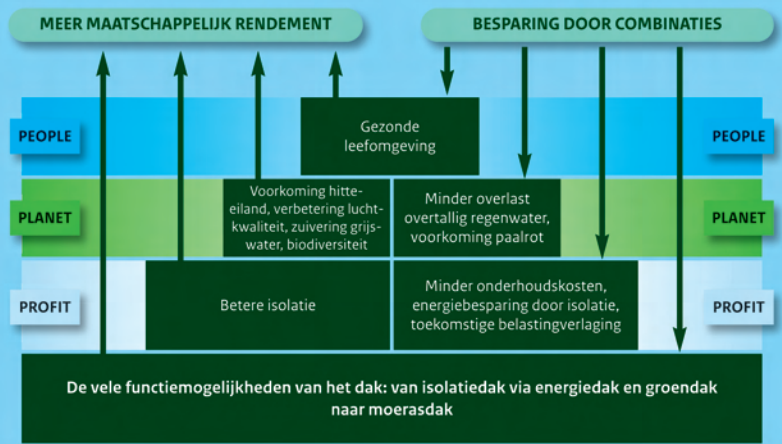 MEER MAATSCHAPPELIJK RENDEMENT
BESPARING DOOR COMBINATIES
PEOPLE
Gezonde
leefomgeving
PEOPLE
PLANET
Voorkoming hitte-
eiland, verbetering lucht-
kwaliteit, zuivering grijs-
water, biodiversiteit
Minder overlast
overtallig regenwater,
voorkoming paalrot
PLANET
PROFIT
Betere isolatie
Minder onderhoudskosten,
energiebesparing door isolatie,
toekomstige belastingverlaging
PROFIT
De vele functiemogelijkheden van het dak: van isolatiedak via energiedak en groendak
naar moerasdak